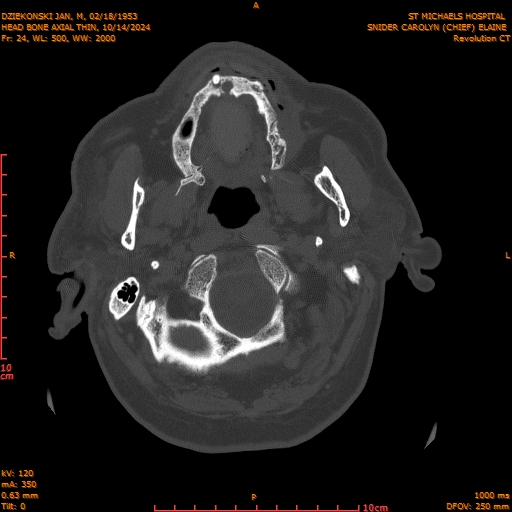 A
DZIEKONSKI JAN, M, 02/18/1953
HEAD BONE AXIAL THIN, 10/14/2024
Fr: 24, WL: 500, WW: 2000
ST MICHAELS HOSPITAL
SNIDER CAROLYN (CHIEF) ELAINE
Revolution CT
R
L
10
cm
kV: 120
mA: 350
0.63 mm
Tilt: 0
P
10cm
1000 ms
DFOV: 250 mm